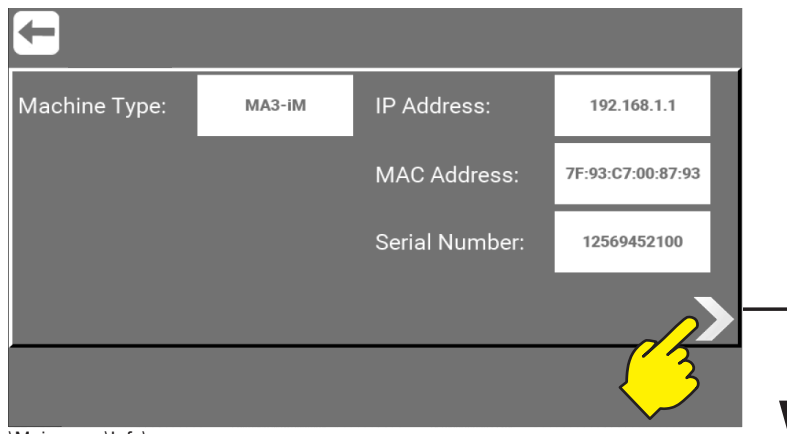 Machine Type: MA3-iM IP Address: 192.168.1.1
MAC Address: 7F:93:C7:00:87:93
Serial Number: 12569452100